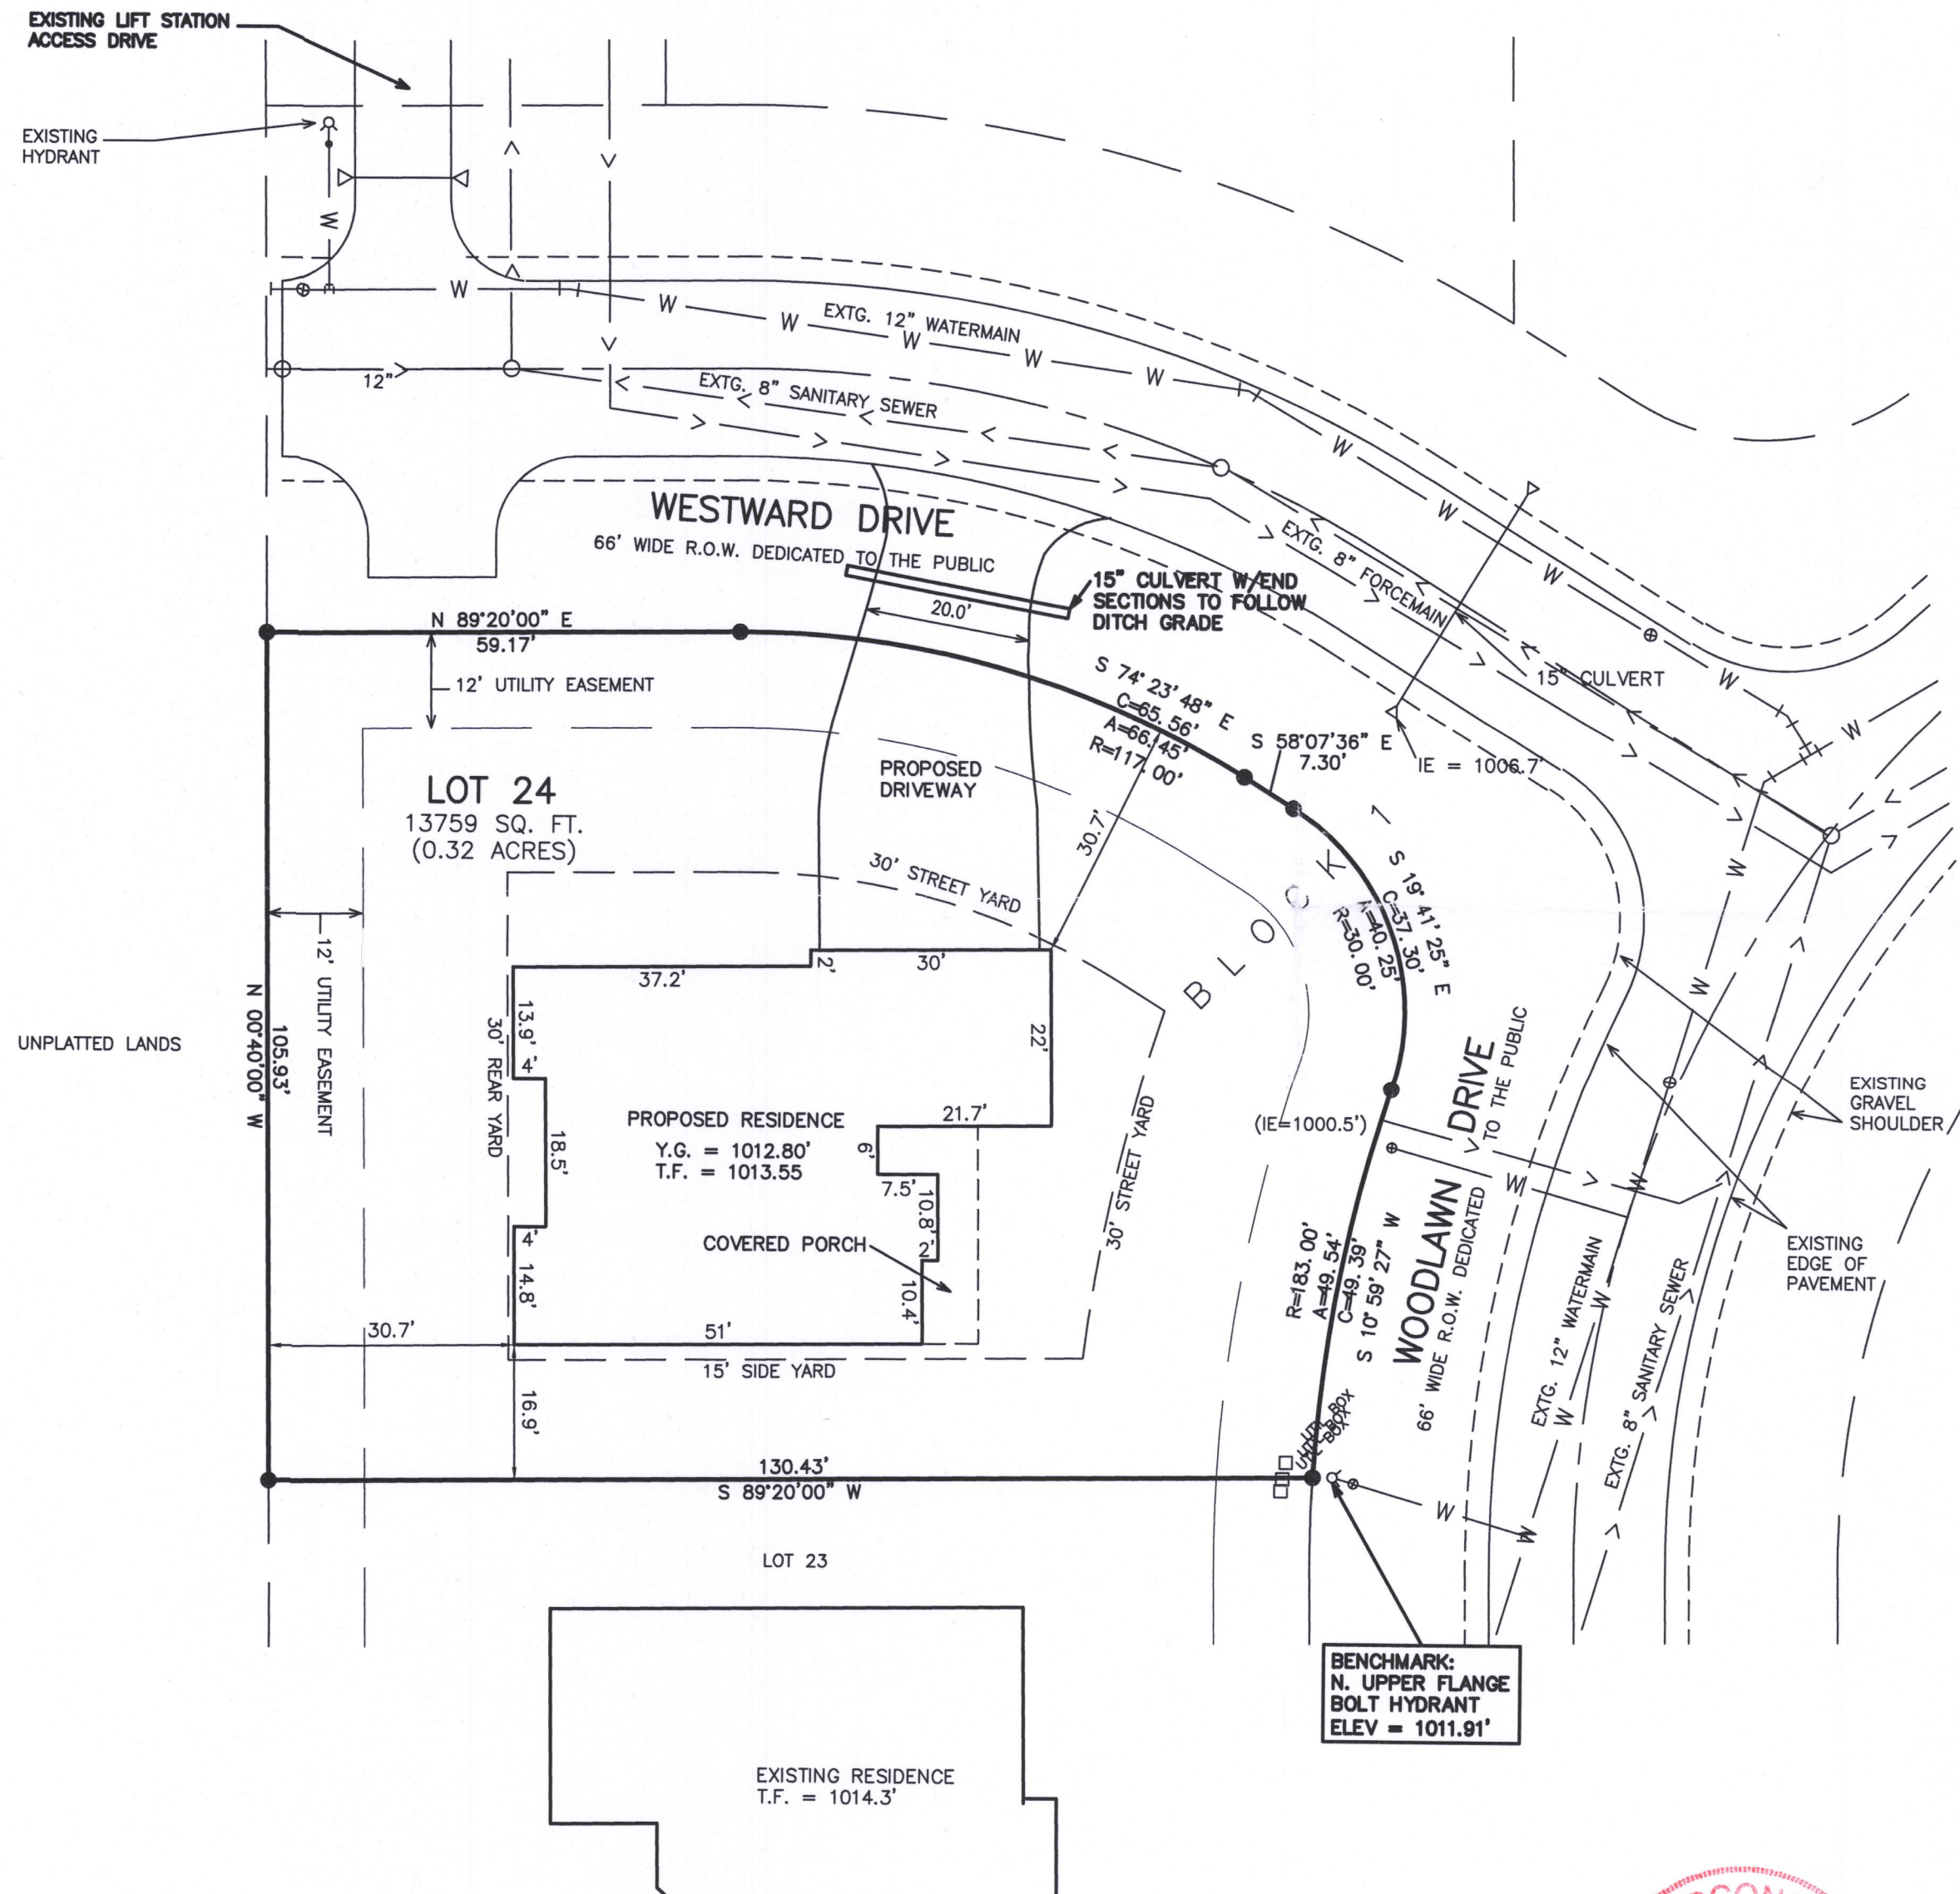 EXISTING LIFT STATION
ACCESS DRIVE
EXISTING
HYDRANT
W
W
W
W
W
W
W
W
EXTG. 12" WATERMAIN
12"
EXTG. 8" SANITARY SEWER
W
W
W
W
W
WESTWARD DRIVE
66' WIDE R.O.W. DEDICATED TO THE PUBLIC
EXTG. 8" FORCEMAIN
15" CULVERT W/END
SECTIONS TO FOLLOW
DITCH GRADE
20.0'
N 89°20'00" E
59.17'
12' UTILITY EASEMENT
15" CULVERT
IE = 1006.7'
S 74°23'48" E
C=65.56'
A=66.45'
R=117.00'
S 58°07'36" E
7.30'
LOT 24
13759 SQ. FT.
(0.32 ACRES)
PROPOSED
DRIVEWAY
30.7'
30' STREET YARD
BLOCK 7
S 19°41'25" E
C=37.30'
A=40.25'
R=30.00'
12' UTILITY EASEMENT
N 00°40'00" W
105.93'
UNPLATTED LANDS
37.2'
2'
30'
13.9'
4'
30' REAR YARD
18.5'
22'
PROPOSED RESIDENCE
Y.G. = 1012.80'
T.F. = 1013.55
21.7'
6'
7.5'
10.8'
2'
10.4'
COVERED PORCH
4'
14.8'
30.7'
51'
15' SIDE YARD
16.9'
30' STREET YARD
(IE=1000.5')
R=183.00'
A=49.54'
C=49.39'
S 10°59'27" W
WOODLAWN DRIVE
66' WIDE R.O.W. DEDICATED TO THE PUBLIC
W
W
W
W
W
EXTG. 12" WATERMAIN
W
W
EXTG. 8" SANITARY SEWER
EXISTING
GRAVEL
SHOULDER
EXISTING
EDGE OF
PAVEMENT
UTIL BOX
130.43'
S 89°20'00" W
W
W
LOT 23
BENCHMARK:
N. UPPER FLANGE
BOLT HYDRANT
ELEV = 1011.91'
EXISTING RESIDENCE
T.F. = 1014.3'